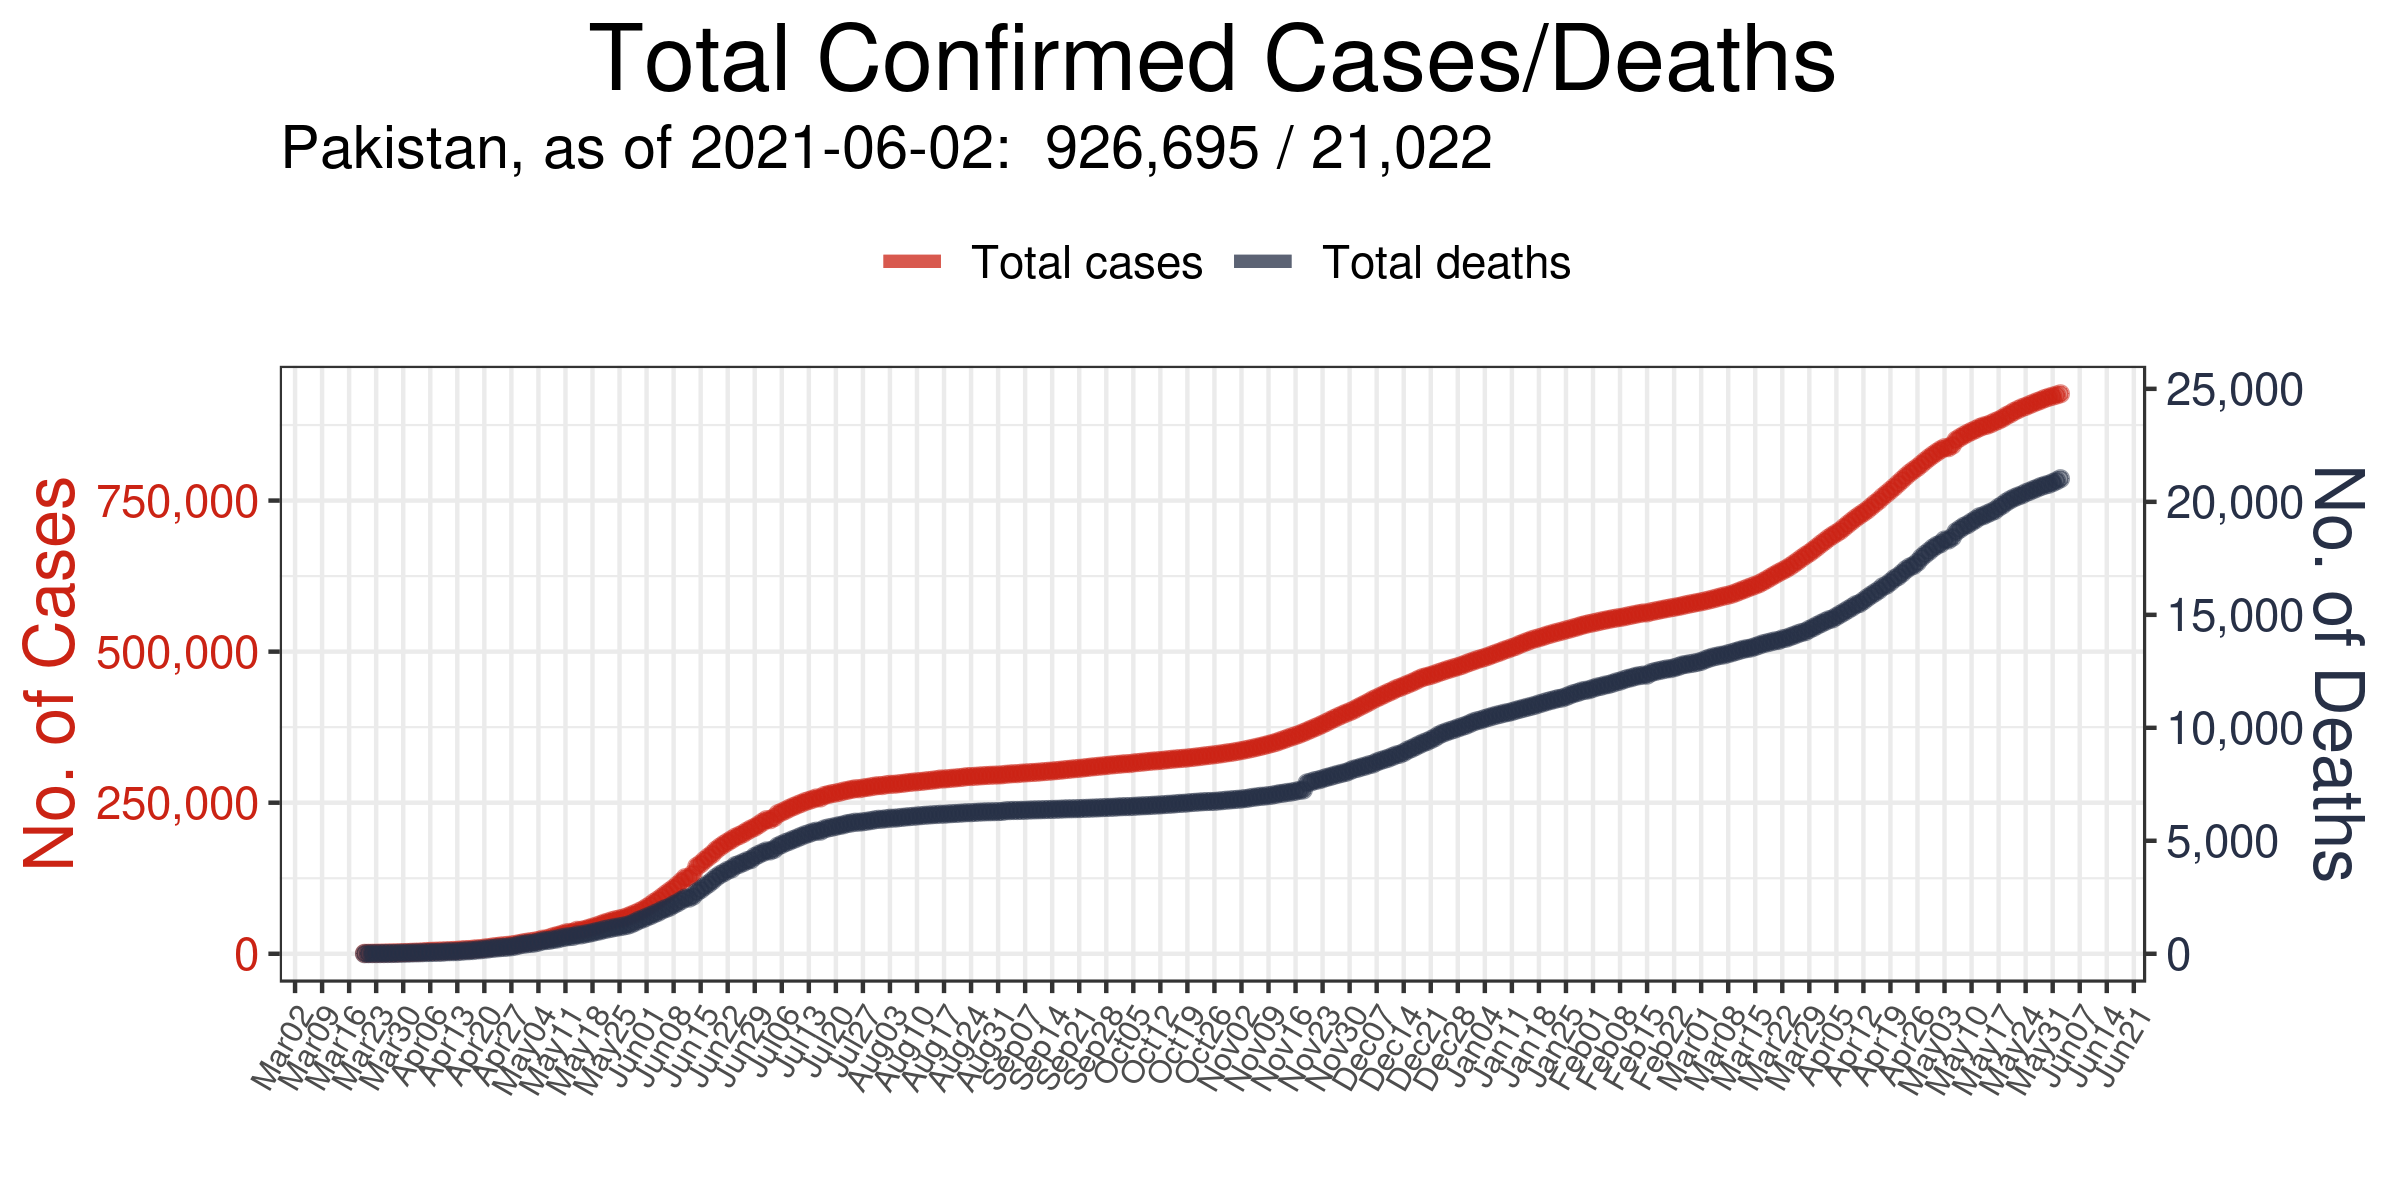 Total Confirmed Cases/Deaths
Pakistan, as of 2021-06-02:  926,695 / 21,022
Total cases
Total deaths
No. of Cases
750,000
500,000
250,000
0
25,000
20,000
15,000
10,000
5,000
0
No. of Deaths
Mar02
Mar09
Mar16
Mar23
Mar30
Apr06
Apr13
Apr20
Apr27
May04
May11
May18
May25
Jun01
Jun08
Jun15
Jun22
Jun29
Jul06
Jul13
Jul20
Jul27
Aug03
Aug10
Aug17
Aug24
Aug31
Sep07
Sep14
Sep21
Sep28
Oct05
Oct12
Oct19
Oct26
Nov02
Nov09
Nov16
Nov23
Nov30
Dec07
Dec14
Dec21
Dec28
Jan04
Jan11
Jan18
Jan25
Feb01
Feb08
Feb15
Feb22
Mar01
Mar08
Mar15
Mar22
Mar29
Apr05
Apr12
Apr19
Apr26
May03
May10
May17
May24
May31
Jun07
Jun14
Jun21